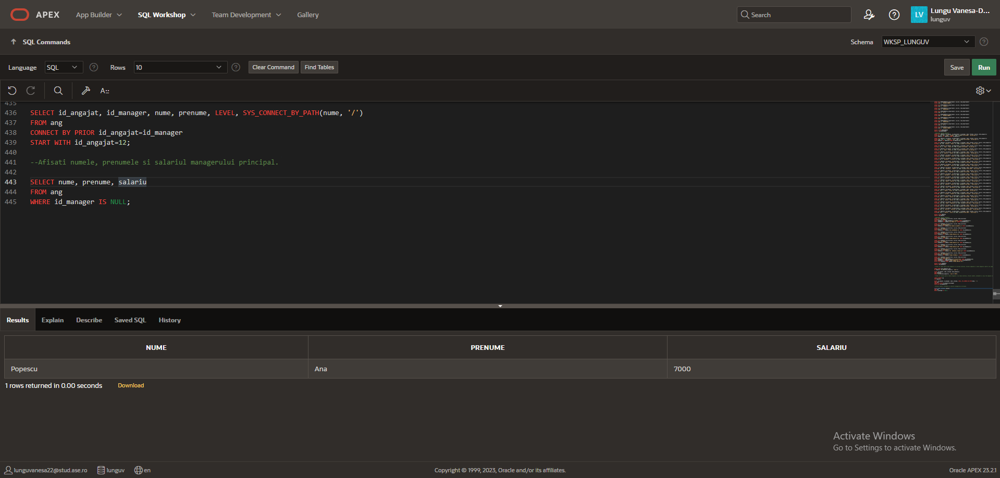 APEX App Builder SQL Workshop Team Development Gallery Search LV Lungu Vanesa-D...
lunguv
SQL Commands Schema WKSP_LUNGUV
Language SQL Rows 10 Clear Command Find Tables Save Run
A::
435
436 SELECT id_angajat, id_manager, nume, prenume, LEVEL, SYS_CONNECT_BY_PATH(nume, '/')
437 FROM ang
438 CONNECT BY PRIOR id_angajat=id_manager
439 START WITH id_angajat=12;
440
441 --Afisati numele, prenumele si salariul managerului principal.
442
443 SELECT nume, prenume, salariu
444 FROM ang
445 WHERE id_manager IS NULL;
Results Explain Describe Saved SQL History
NUME PRENUME SALARIU
Popescu Ana 7000
1 rows returned in 0.00 seconds Download
Activate Windows
Go to Settings to activate Windows.
lunguvanesa22@stud.ase.ro lunguv en Copyright © 1999, 2023, Oracle and/or its affiliates. Oracle APEX 23.2.1